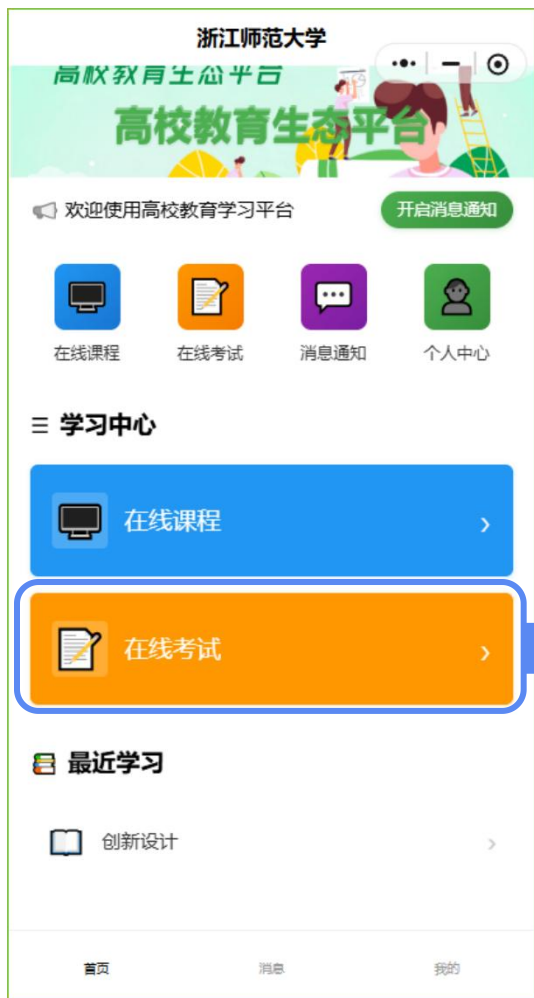 浙江师范大学
高校教育生态平台
高校教育生态平台
欢迎使用高校教育学习平台
开启消息通知
在线课程
在线考试
消息通知
个人中心
学习中心
在线课程
在线考试
最近学习
创新设计
首页
消息
我的